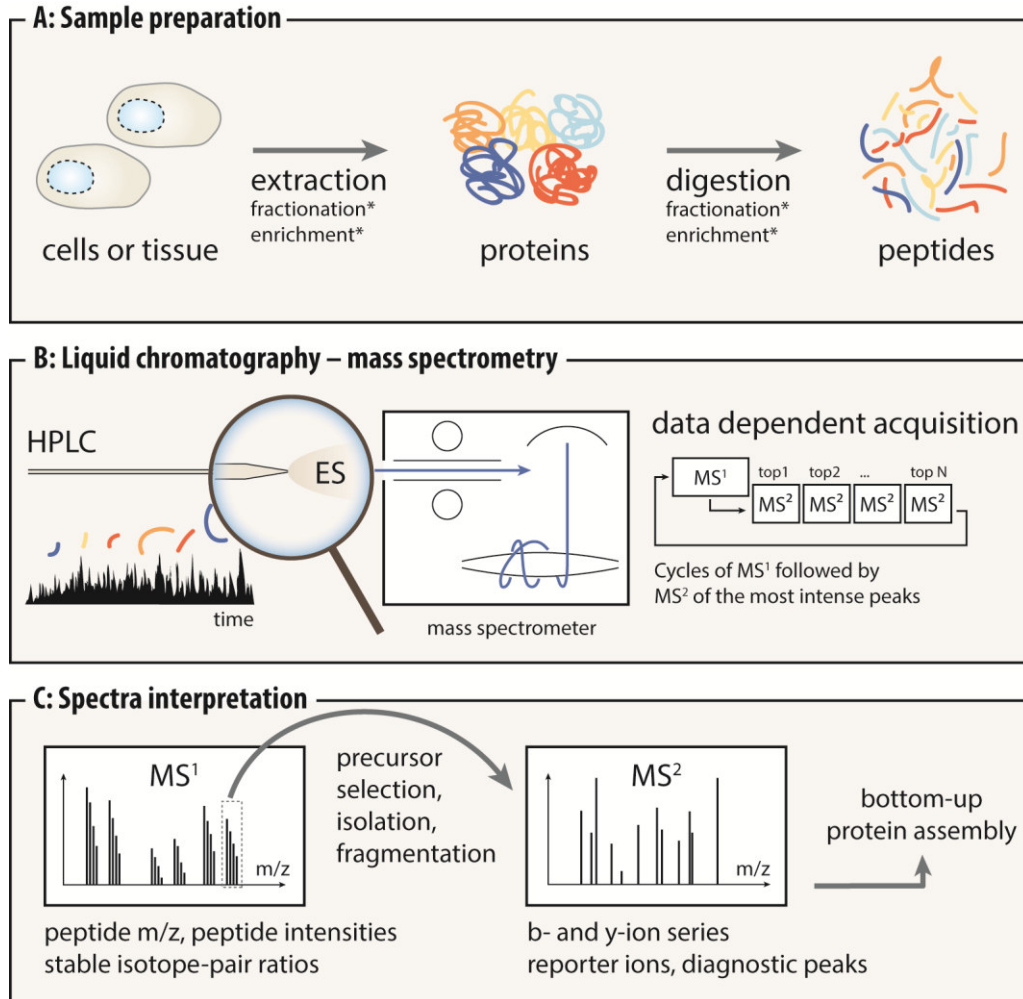 A: Sample preparation
cells or tissue
extraction
fractionation*
enrichment*
proteins
digestion
fractionation*
enrichment*
peptides
B: Liquid chromatography – mass spectrometry
HPLC
ES
time
mass spectrometer
data dependent acquisition
MS¹
top1 top2 ... top N
MS² MS² MS² MS²
Cycles of MS¹ followed by
MS² of the most intense peaks
C: Spectra interpretation
MS¹
m/z
peptide m/z, peptide intensities
stable isotope-pair ratios
precursor
selection,
isolation,
fragmentation
MS²
m/z
b- and y-ion series
reporter ions, diagnostic peaks
bottom-up
protein assembly